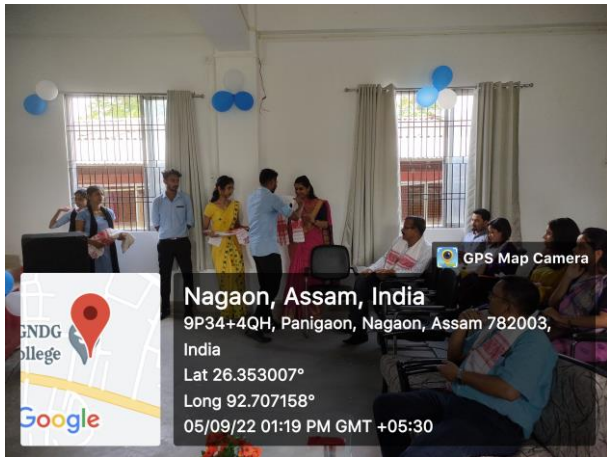 GPS Map Camera
GNDG
ollege
Google
Nagaon, Assam, India
9P34+4QH, Panigaon, Nagaon, Assam 782003,
India
Lat 26.353007°
Long 92.707158°
05/09/22 01:19 PM GMT +05:30